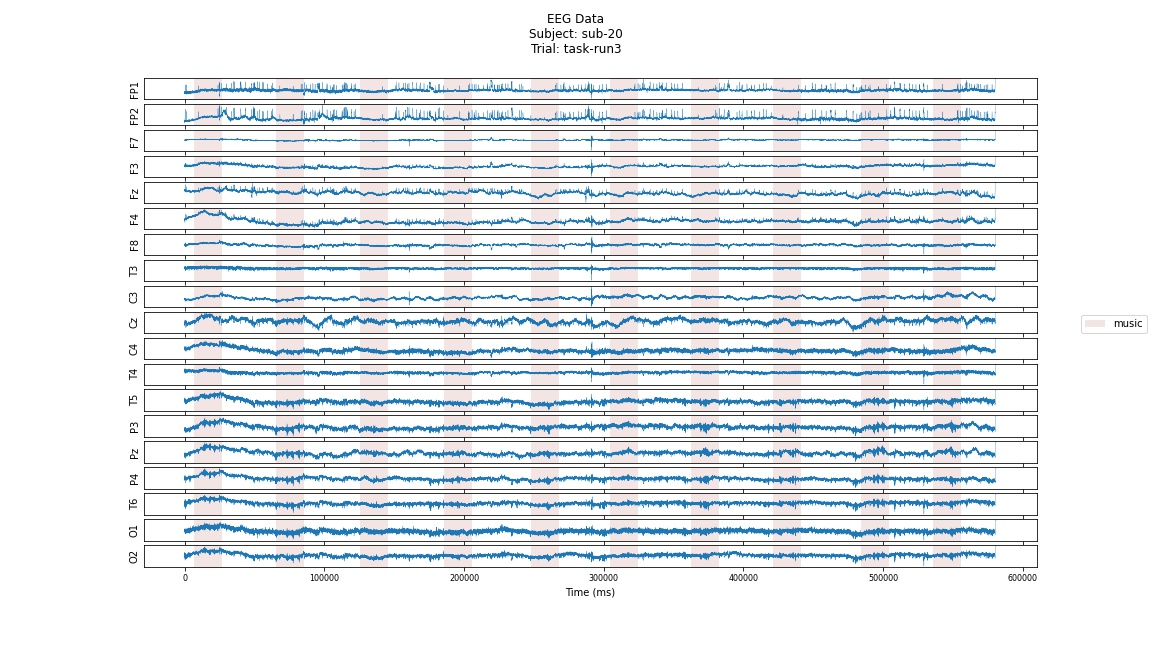 EEG Data
Subject: sub-20
Trial: task-run3
FP1
FP2
F7
F3
Fz
F4
F8
T3
C3
Cz
C4
T4
T5
P3
Pz
P4
T6
O1
O2
music
0 100000 200000 300000 400000 500000 600000
Time (ms)